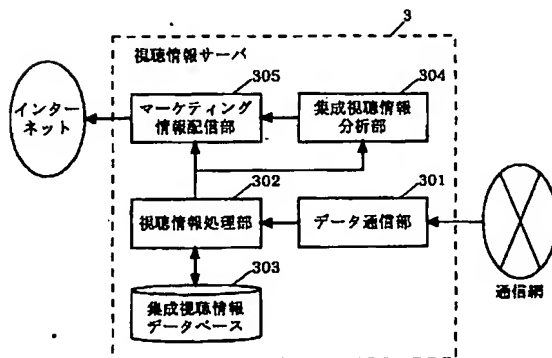 3
視聴情報サーバ
305
304
インター
ネット
マーケティング
情報配信部
集成視聴情報
分析部
302
301
視聴情報処理部
データ通信部
303
集成視聴情報
データベース
通信網